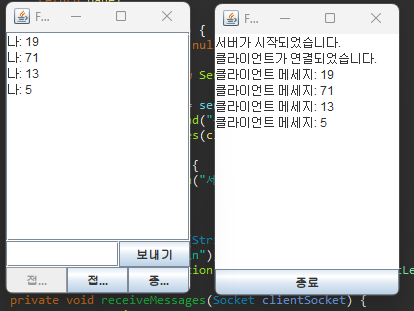 F...
나: 19
나: 71
나: 13
나: 5
보내기
접...
접...
종...
F...
서버가 시작되었습니다.
클라이언트가 연결되었습니다.
클라이언트 메세지: 19
클라이언트 메세지: 71
클라이언트 메세지: 13
클라이언트 메세지: 5
종료
private void receiveMessages(Socket clientSocket) {